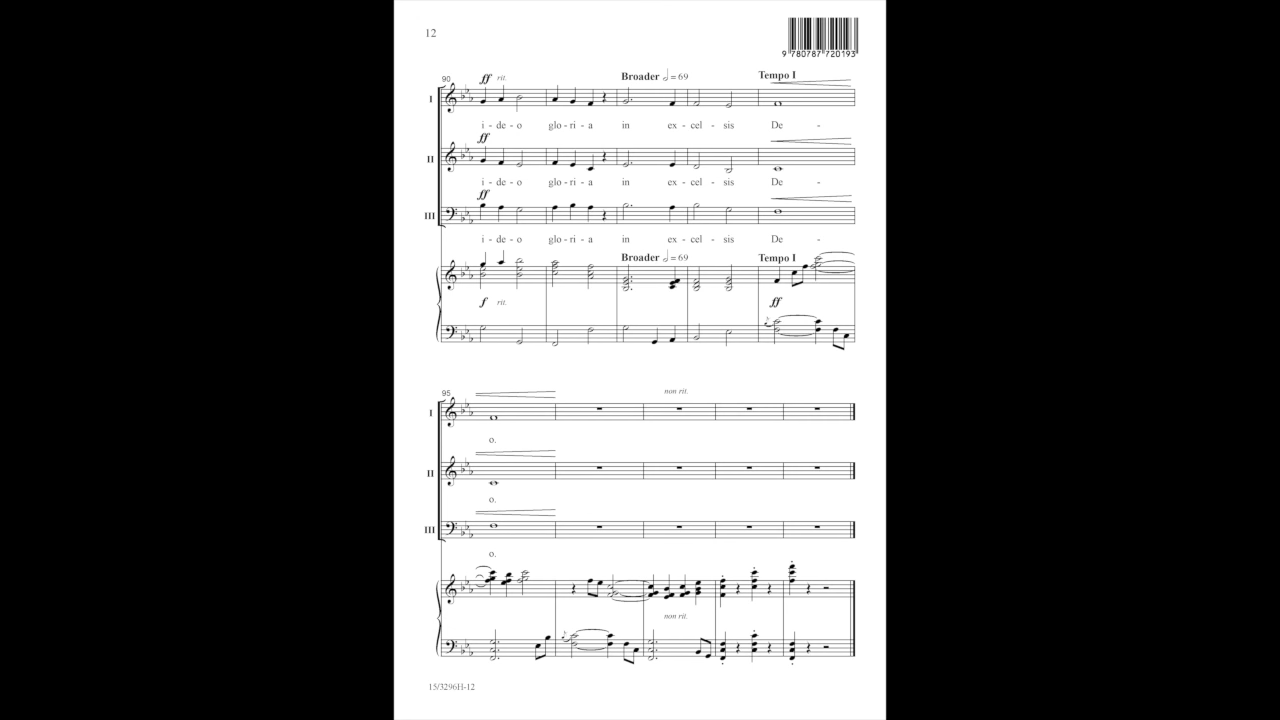 12
9 780787 720193
90 ff rit. Broader = 69 Tempo I
I
i - de - o glo - ri - a in ex - cel - sis De -
ff
II
i - de - o glo - ri - a in ex - cel - sis De -
ff
III
i - de - o glo - ri - a in ex - cel - sis De -
Broader = 69 Tempo I
f rit. ff
95 non rit.
I
o.
II
o.
III
o.
non rit.
15/3296H-12